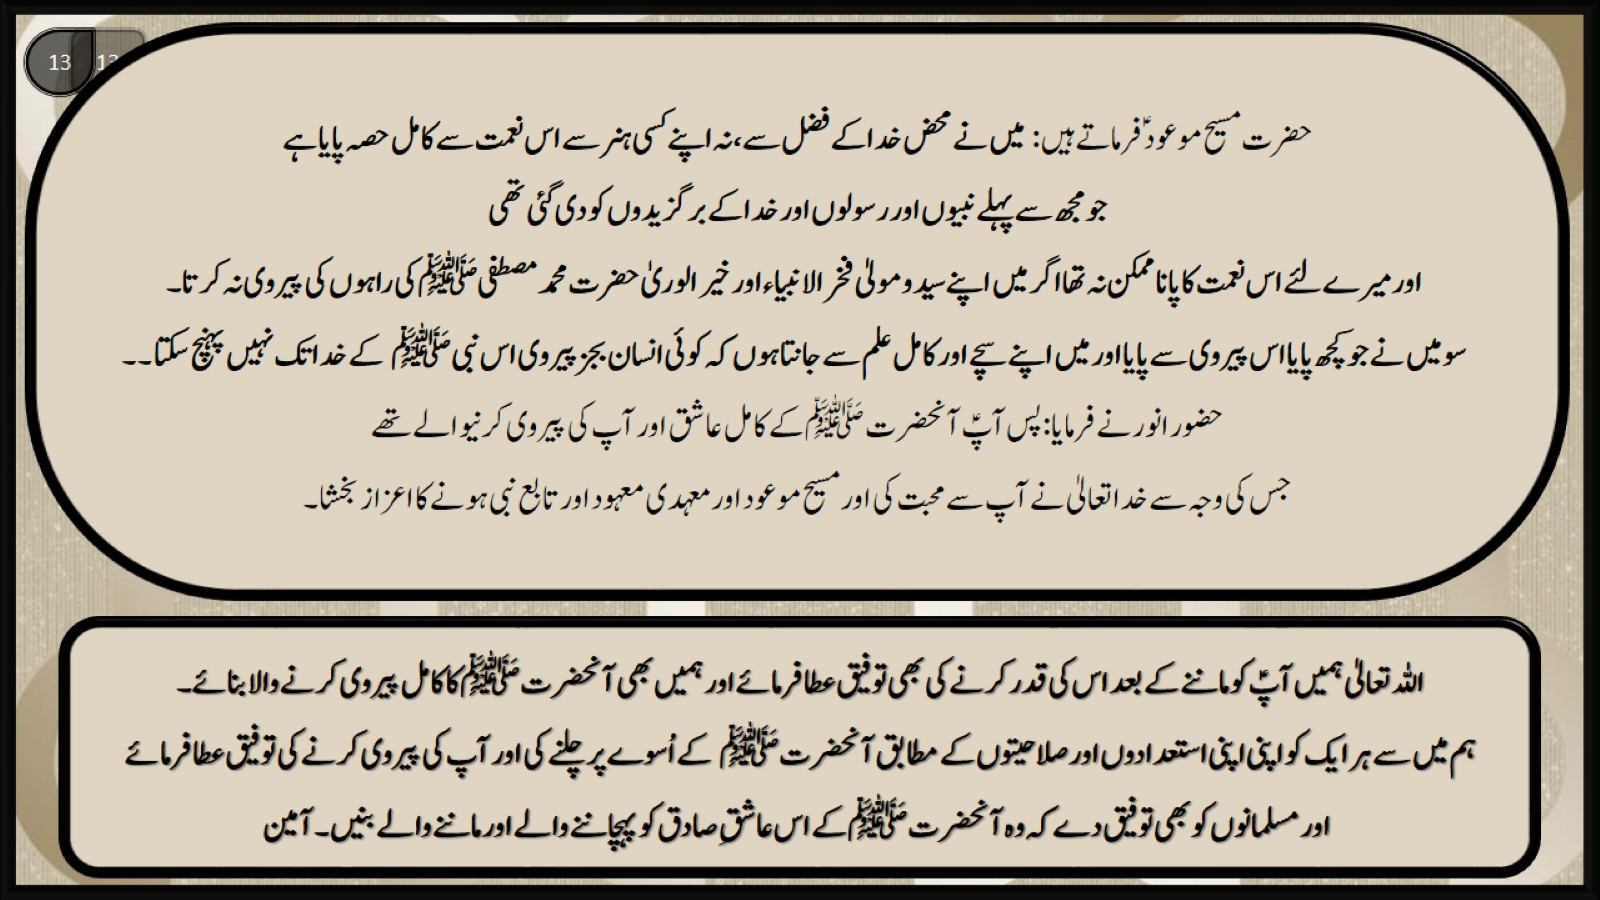 13 13
حضرت مسیح موعودؑ فرماتے ہیں: میں نے محض خدا کے فضل سے، نہ اپنے کسی ہنر سے اس نعمت سے کامل حصہ پایا ہے
جو مجھ سے پہلے نبیوں اور رسولوں اور خدا کے برگزیدوں کو دی گئی تھی
اور میرے لئے اس نعمت کا پانا ممکن نہ تھا اگر میں اپنے سید و مولیٰ فخر الانبیاء اور خیر الوریٰ حضرت محمد مصطفی ﷺ کی راہوں کی پیروی نہ کرتا۔
سو میں نے جو کچھ پایا اس پیروی سے پایا اور میں اپنے سچے اور کامل علم سے جانتا ہوں کہ کوئی انسان بجز پیروی اس نبی ﷺ کے خدا تک نہیں پہنچ سکتا۔۔
حضور انور نے فرمایا: پس آپؑ آنحضرت ﷺ کے کامل عاشق اور آپ کی پیروی کرنیوالے تھے
جس کی وجہ سے خدا تعالیٰ نے آپ سے محبت کی اور مسیح موعود اور معہدی معہود اور تابع نبی ہونے کا اعزاز بخشا۔
اللہ تعالیٰ ہمیں آپؑ کو ماننے کے بعد اس کی قدر کرنے کی بھی توفیق عطا فرمائے اور ہمیں بھی آنحضرت ﷺ کا کامل پیروی کرنے والا بنائے۔
ہم میں سے ہر ایک کو اپنی اپنی استعدادوں اور صلاحیتوں کے مطابق آنحضرت ﷺ کے اُسوے پر چلنے کی اور آپ کی پیروی کرنے کی توفیق عطا فرمائے
اور مسلمانوں کو بھی توفیق دے کہ وہ آنحضرت ﷺ کے اس عاشقِ صادق کو پہچاننے والے اور ماننے والے بنیں۔ آمین